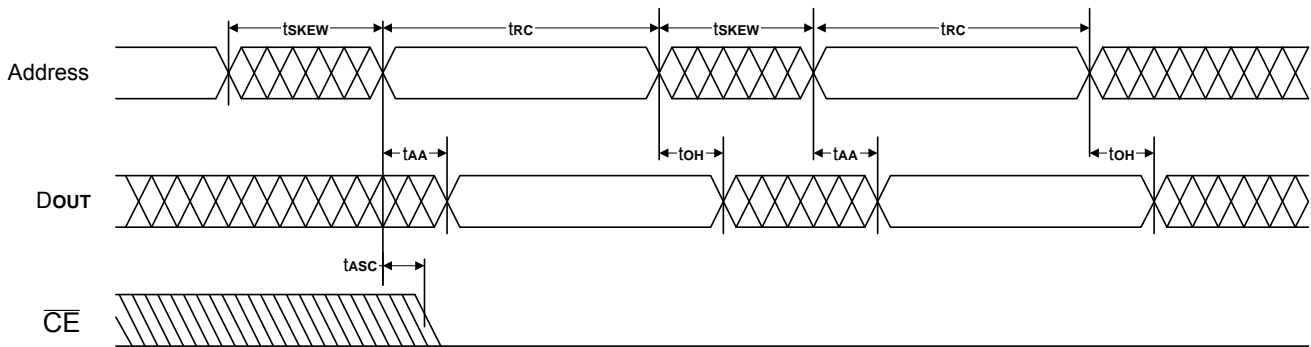 tSKEW tRC tSKEW tRC
Address
tAA tOH tAA tOH
DOUT
tASC
CE